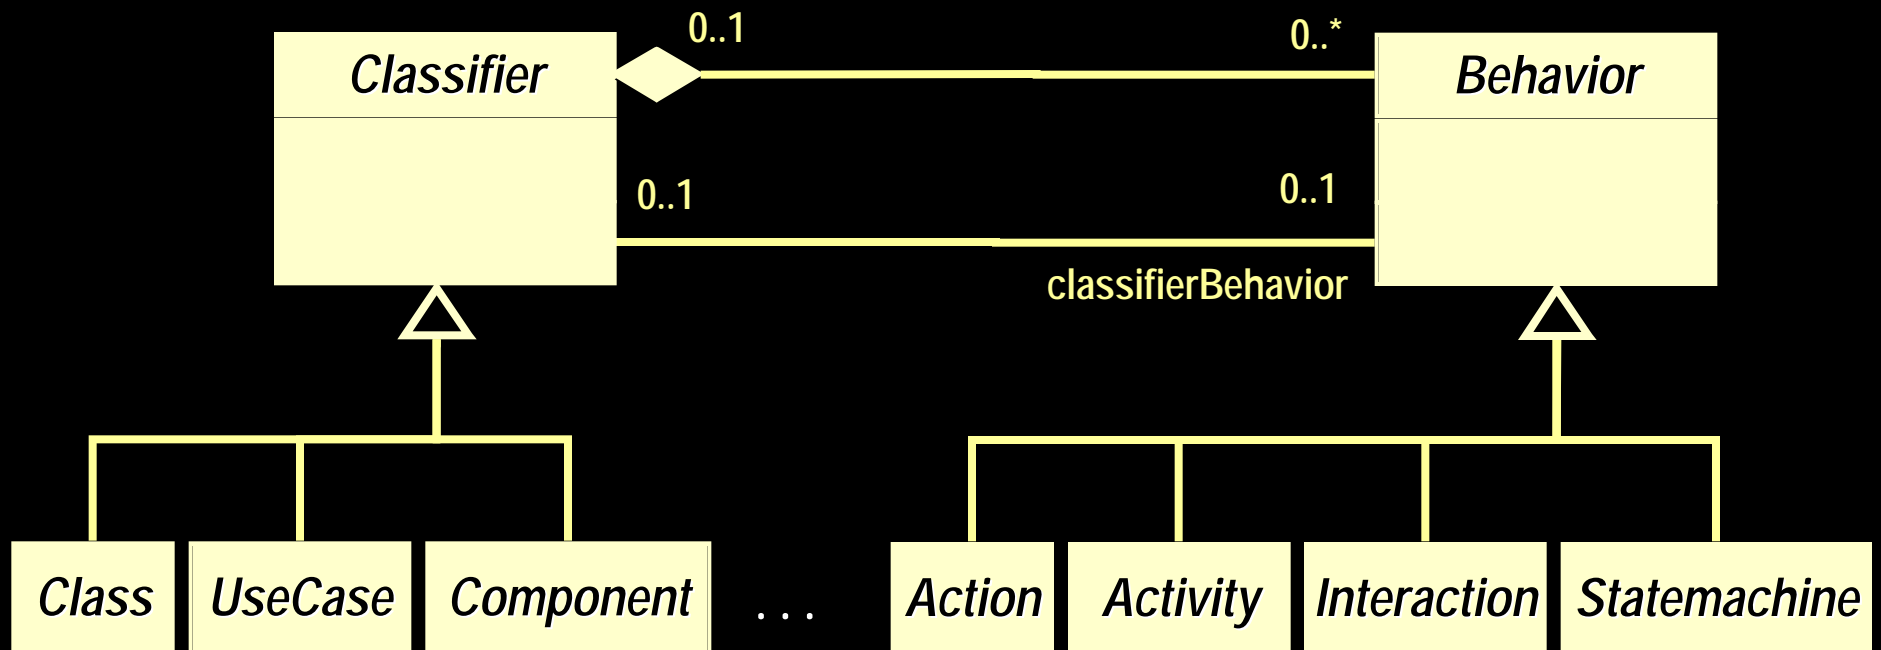 0..1
0..*
Classifier
Behavior
0..1
0..1
classifierBehavior
Class
UseCase
Component
. . .
Action
Activity
Interaction
Statemachine